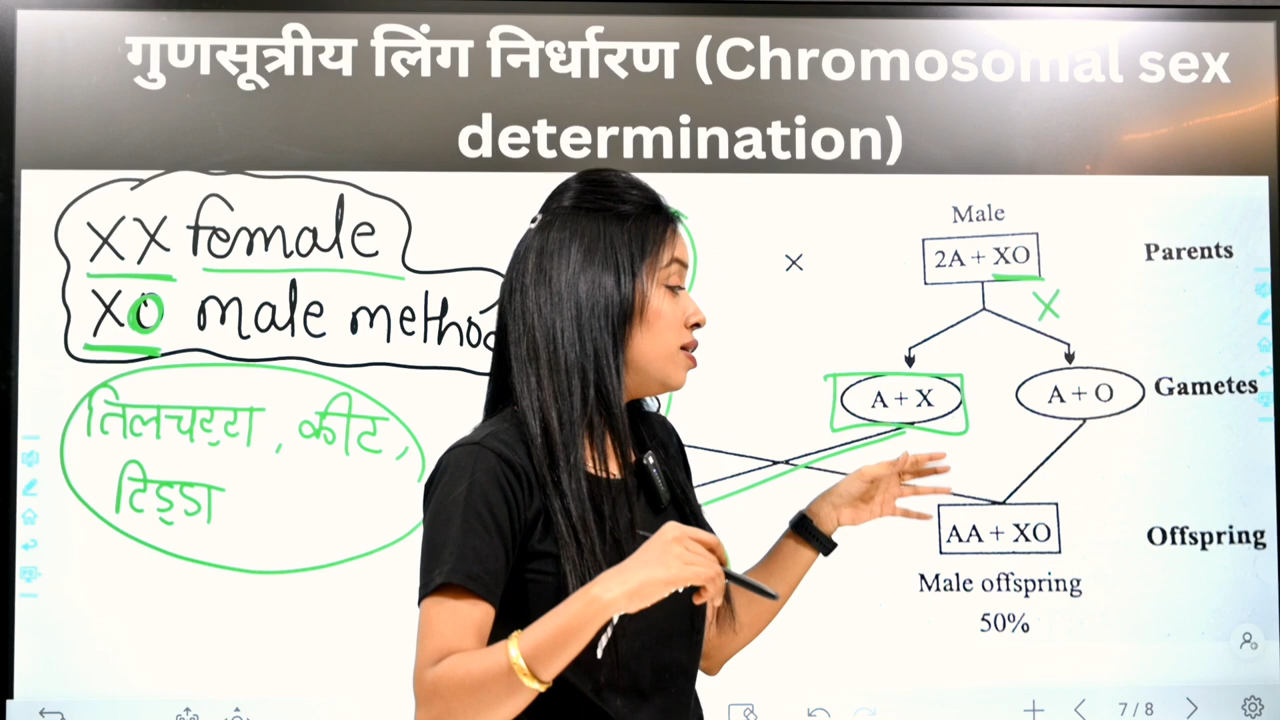 गुणसूत्रीय लिंग निर्धारण (Chromosomal sex
determination)
XX female
XO male method
तिलचट्टा, कीट,
टिड्डा
Male
×
2A + XO
Parents
X
A + X
A + O
Gametes
AA + XO
Offspring
Male offspring
50%
7/8